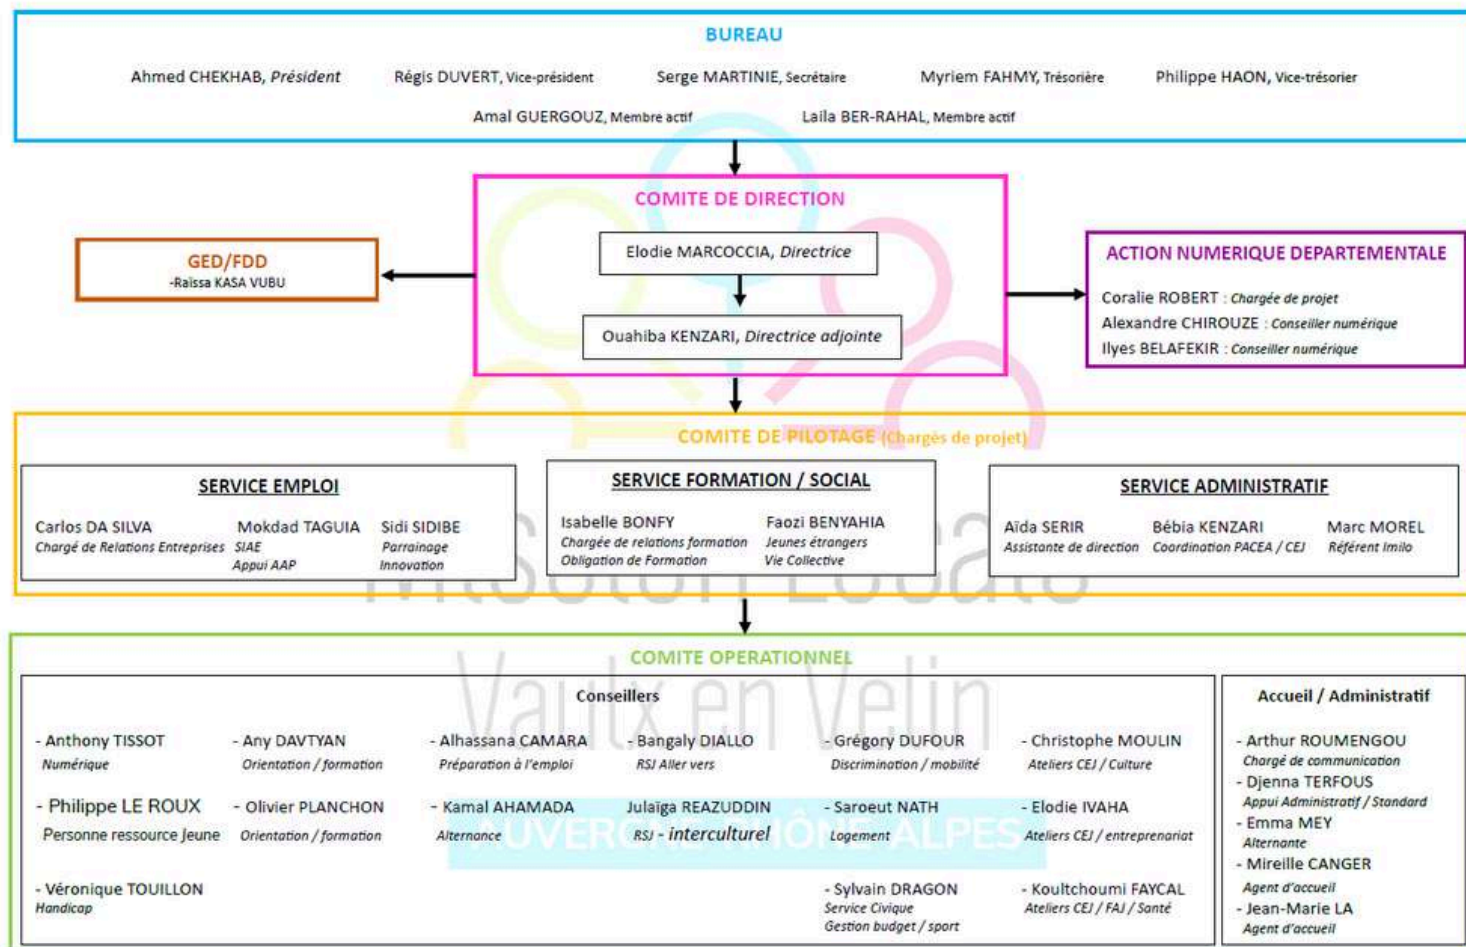 BUREAU
Ahmed CHEKHAB, Président
Régis DUVERT, Vice-président
Serge MARTINIE, Secrétaire
Myriem FAHMY, Trésorière
Philippe HAON, Vice-trésorier
Amal GUERGOUZ, Membre actif
Laila BER-RAHAL, Membre actif
COMITE DE DIRECTION
Elodie MARCOCCIA, Directrice
Ouahiba KENZARI, Directrice adjointe
GED/FDD
-Raïssa KASA VUBU
ACTION NUMERIQUE DEPARTEMENTALE
Coralie ROBERT : Chargée de projet
Alexandre CHIROUZE : Conseiller numérique
Ilyes BELAFEKIR : Conseiller numérique
COMITE DE PILOTAGE (Chargés de projet)
SERVICE EMPLOI
Carlos DA SILVA
Chargé de Relations Entreprises
Mokdad TAGUIA
SIAE
Appui AAP
Sidi SIDIBE
Parrainage
Innovation
SERVICE FORMATION / SOCIAL
Isabelle BONFY
Chargée de relations formation
Obligation de Formation
Faozi BENYAHIA
Jeunes étrangers
Vie Collective
SERVICE ADMINISTRATIF
Aïda SERIR
Assistante de direction
Bébia KENZARI
Coordination PACEA / CEJ
Marc MOREL
Référent Imilo
Mission Locale
Vaulx en Velin
AUVERGNE-RHÔNE-ALPES
COMITE OPERATIONNEL
Conseillers
- Anthony TISSOT
Numérique
- Any DAVTYAN
Orientation / formation
- Alhassana CAMARA
Préparation à l'emploi
- Bangaly DIALLO
RSJ Aller vers
- Grégory DUFOUR
Discrimination / mobilité
- Christophe MOULIN
Ateliers CEJ / Culture
- Philippe LE ROUX
Personne ressource Jeune
- Olivier PLANCHON
Orientation / formation
- Kamal AHAMADA
Alternance
Julaïga REAZUDDIN
RSJ - interculturel
- Saroeut NATH
Logement
- Elodie IVAHA
Ateliers CEJ / entreprenariat
- Véronique TOUILLON
Handicap
- Sylvain DRAGON
Service Civique
Gestion budget / sport
- Koultchoumi FAYCAL
Ateliers CEJ / FAJ / Santé
Accueil / Administratif
- Arthur ROUMENGOU
Chargé de communication
- Djenna TERFOUS
Appui Administratif / Standard
- Emma MEY
Alternante
- Mireille CANGER
Agent d'accueil
- Jean-Marie LA
Agent d'accueil